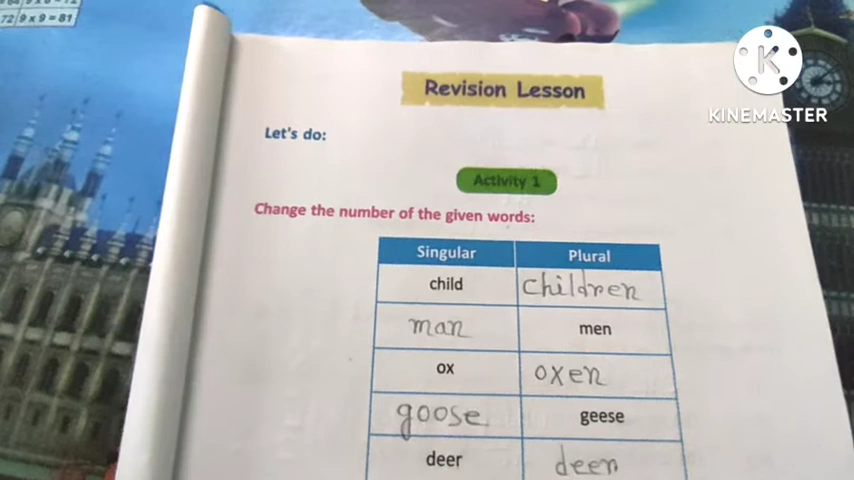 72 9 x 9 = 81
KINEMASTER
Revision Lesson
Let's do:
Activity 1
Change the number of the given words:
Singular Plural
child children
man men
ox oxen
goose geese
deer deer